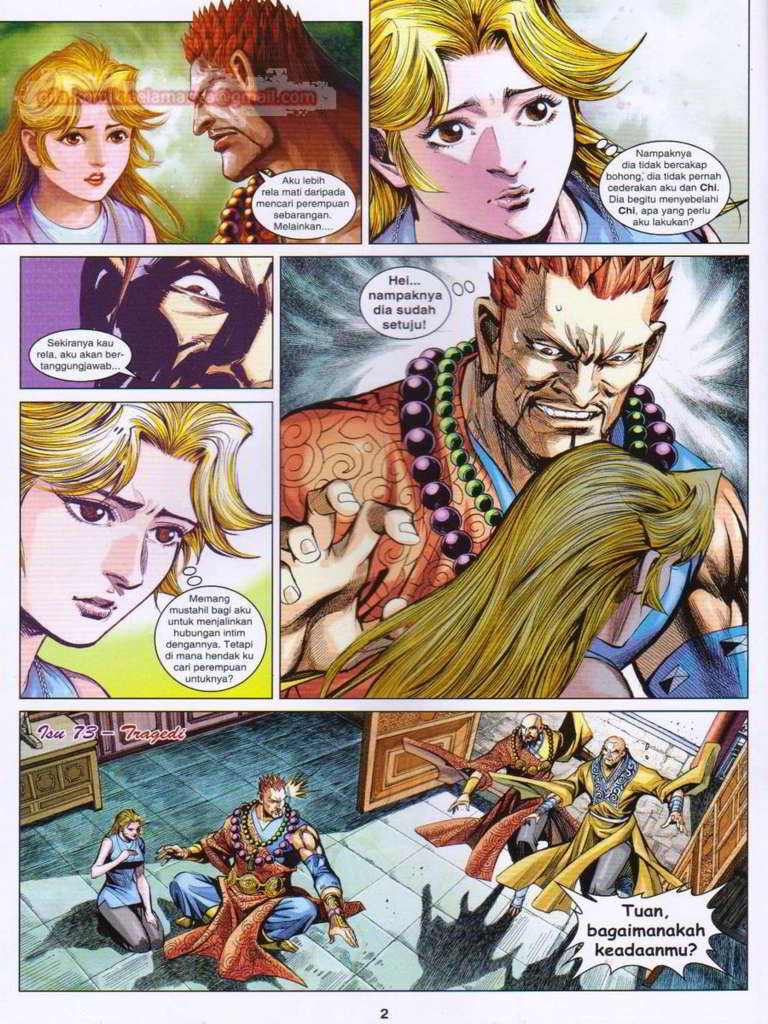 Aku lebih
rela mati daripada
mencari perempuan
sebarangan.
Melainkan....
Nampaknya
dia tidak bercakap
bohong, dia tidak pernah
cederakan aku dan Chi.
Dia begitu menyebelahi
Chi, apa yang perlu
aku lakukan?
Sekiranya kau
rela, aku akan ber-
tanggungjawab...
Hei...
nampaknya
dia sudah
setuju!
Memang
mustahil bagi aku
untuk menjalinkan
hubungan intim
dengannya. Tetapi
di mana hendak ku
cari perempuan
untuknya?
Isu 73 – Tragedi
Tuan,
bagaimanakah
keadaanmu?
2